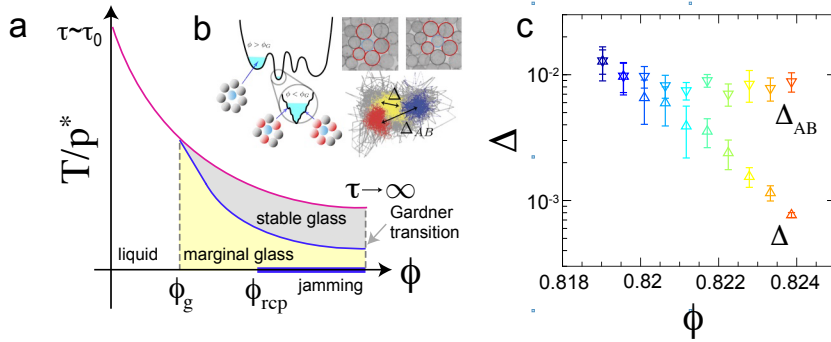 a
τ~τ0
T/p*
τ→∞
stable glass
Gardner
transition
liquid
marginal glass
ϕ
ϕg
ϕrcp
jamming
b
ϕ > ϕG
ϕ < ϕG
Δ
ΔAB
c
Δ
10-2
10-3
ΔAB
Δ
0.818
0.82
0.822
0.824
ϕ